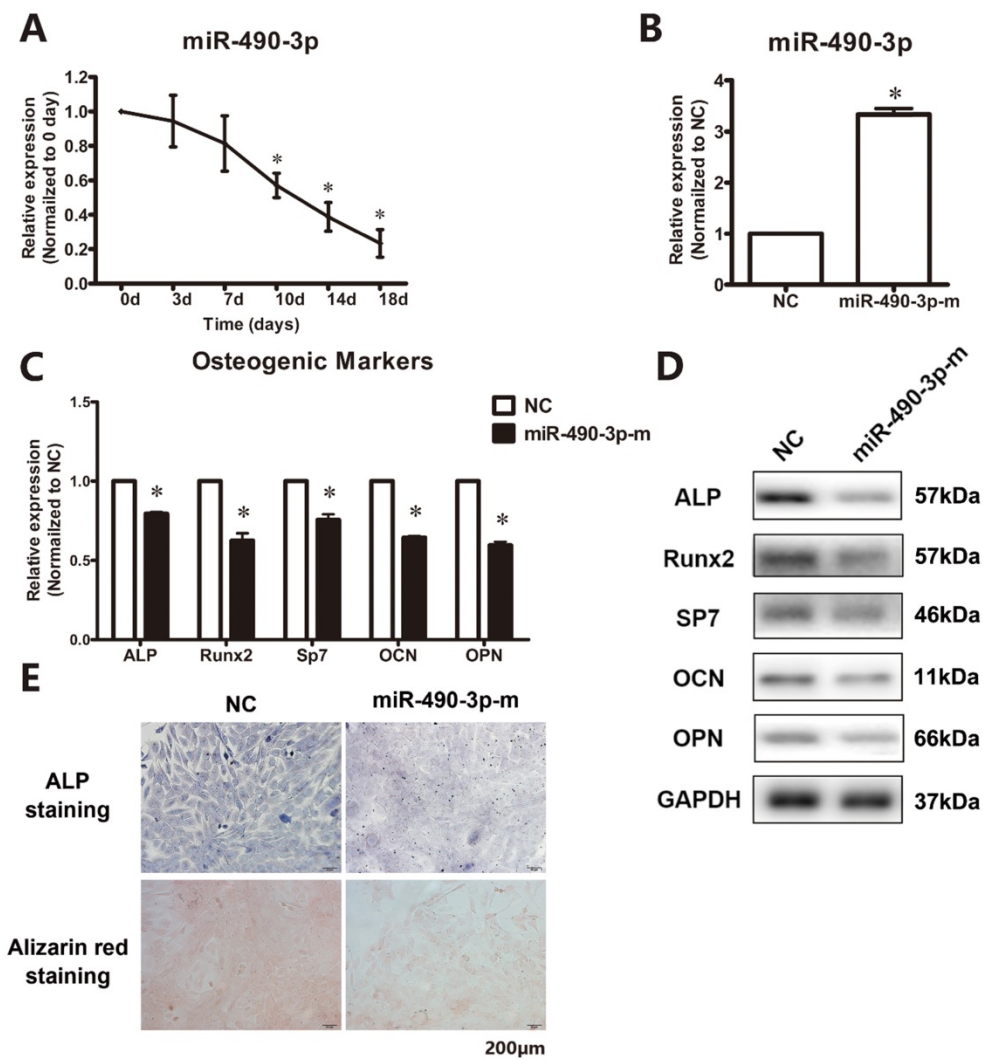 A
miR-490-3p
Relative expression
(Normailzed to 0 day)
1.2
1.0
0.8
0.6
0.4
0.2
0.0
*
*
*
0d 3d 7d 10d 14d 18d
Time (days)
B
miR-490-3p
Relative expression
(Normailzed to NC)
4
3
2
1
0
*
NC miR-490-3p-m
C
Osteogenic Markers
Relative expression
(Normailzed to NC)
1.5
1.0
0.5
0.0
NC
miR-490-3p-m
* * * * *
ALP Runx2 Sp7 OCN OPN
D
NC miR-490-3p-m
ALP 57kDa
Runx2 57kDa
SP7 46kDa
OCN 11kDa
OPN 66kDa
GAPDH 37kDa
E
NC miR-490-3p-m
ALP
staining
Alizarin red
staining
200μm